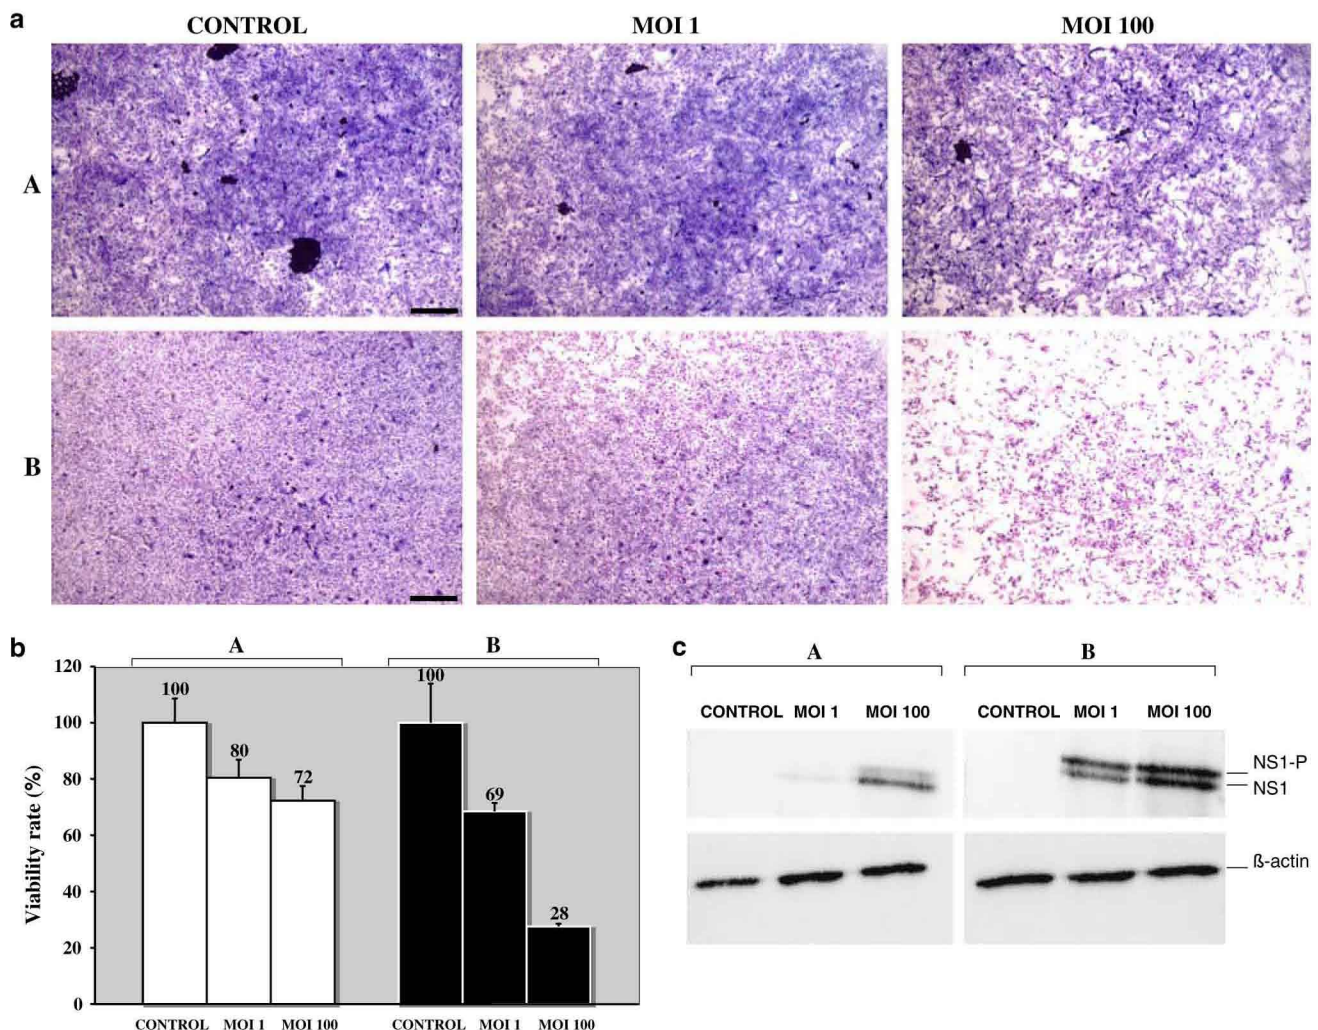 a
CONTROL MOI 1 MOI 100
A
B
b
A B
120
100
80
60
40
20
0
Viability rate (%)
100
80
72
100
69
28
CONTROL MOI 1 MOI 100 CONTROL MOI 1 MOI 100
c
A B
CONTROL MOI 1 MOI 100 CONTROL MOI 1 MOI 100
NS1-P
NS1
ß-actin